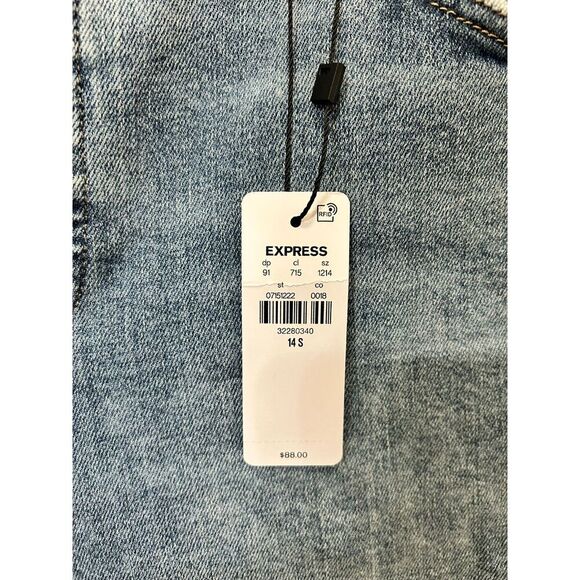 RFID
EXPRESS
dp cl sz
91 715 1214
st co
07151222 0018
32280340
14 S
$88.00